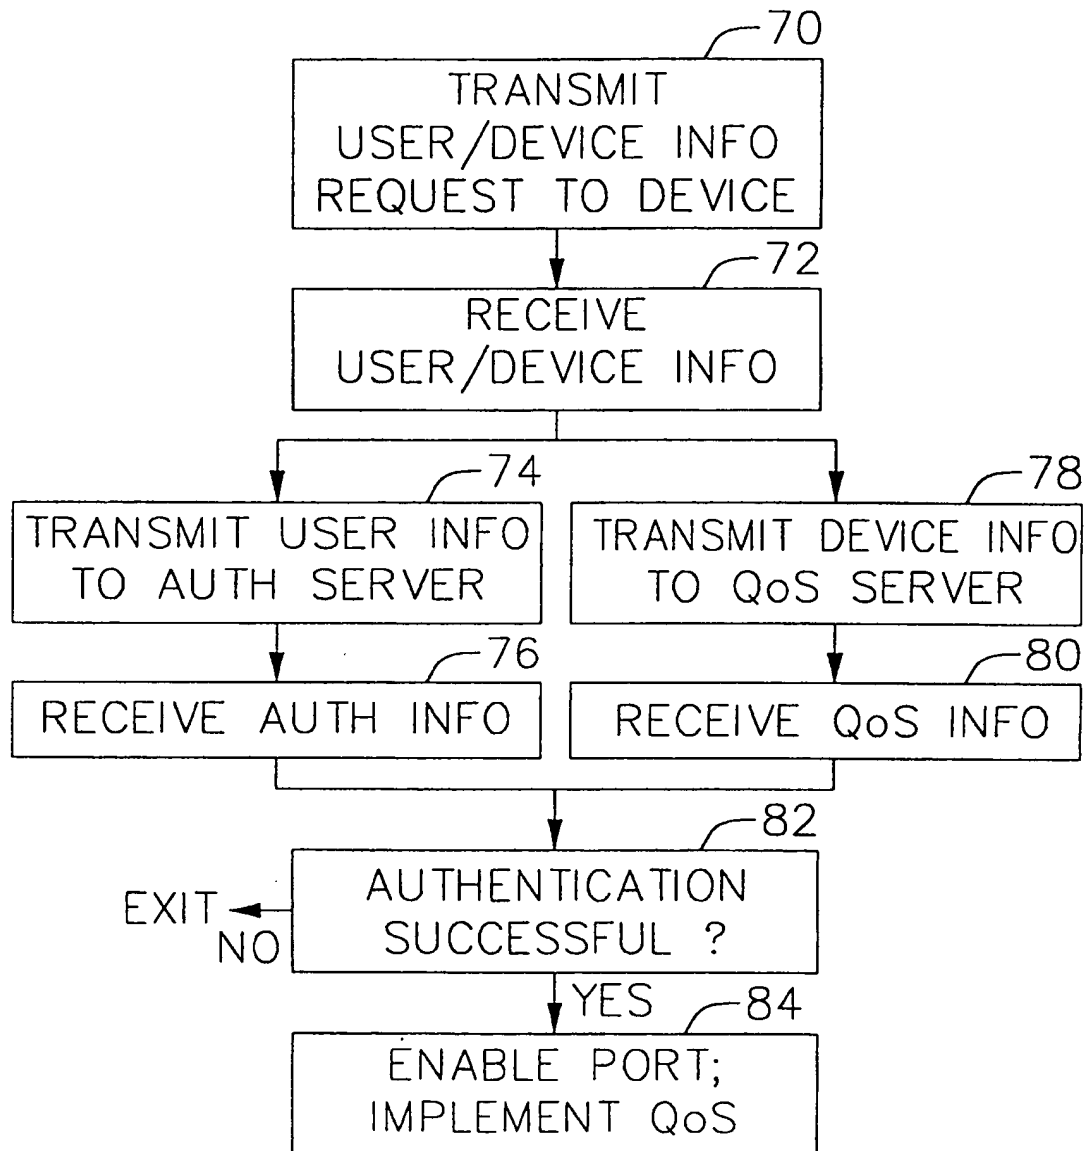 70
TRANSMIT
USER/DEVICE INFO
REQUEST TO DEVICE
72
RECEIVE
USER/DEVICE INFO
74
TRANSMIT USER INFO
TO AUTH SERVER
78
TRANSMIT DEVICE INFO
TO QoS SERVER
76
RECEIVE AUTH INFO
80
RECEIVE QoS INFO
82
AUTHENTICATION
SUCCESSFUL ?
EXIT
NO
YES
84
ENABLE PORT;
IMPLEMENT QoS